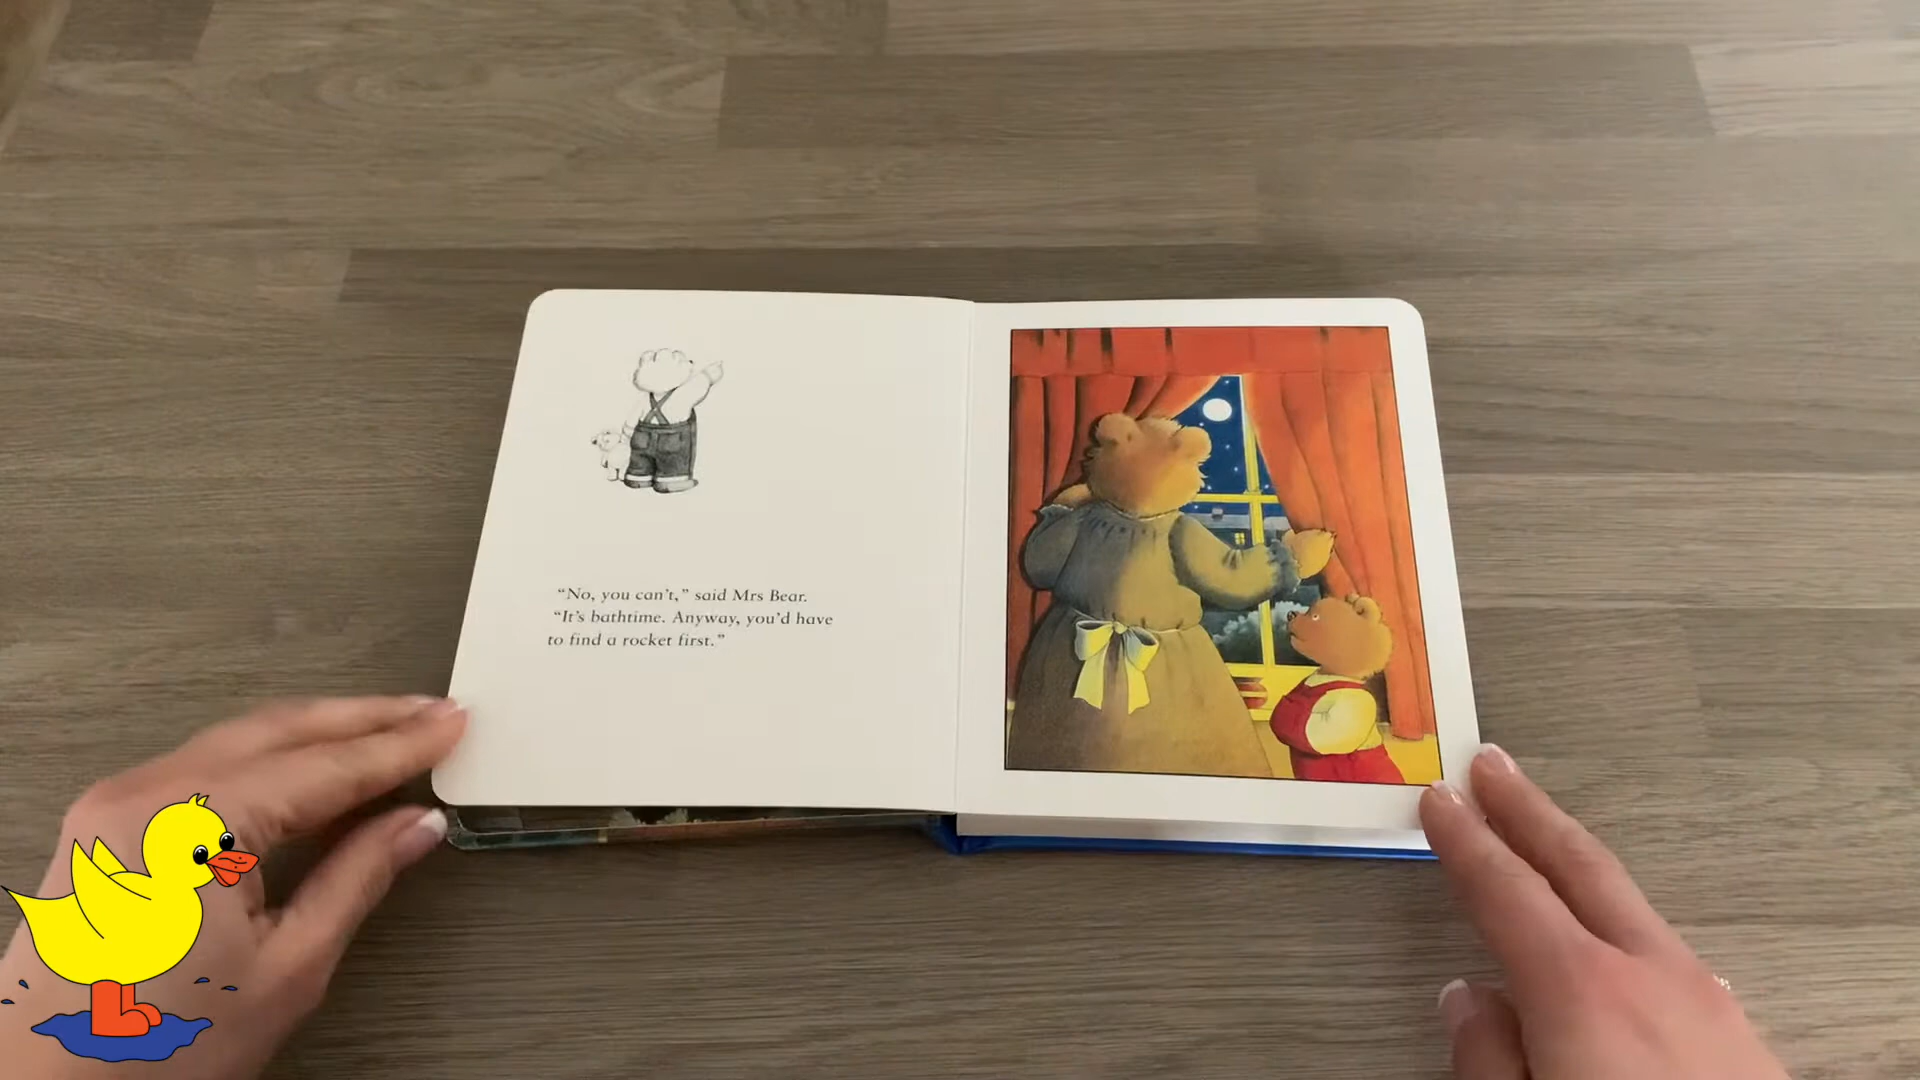 “No, you can’t,” said Mrs Bear.
“It’s bathtime. Anyway, you’d have
to find a rocket first.”